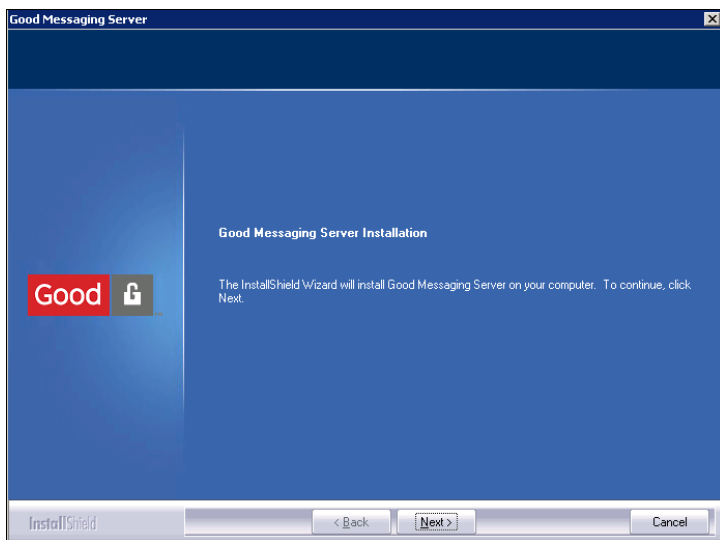 Good Messaging Server
Good Messaging Server Installation
The InstallShield Wizard will install Good Messaging Server on your computer. To continue, click
Next.
Good
InstallShield
< Back
Next >
Cancel